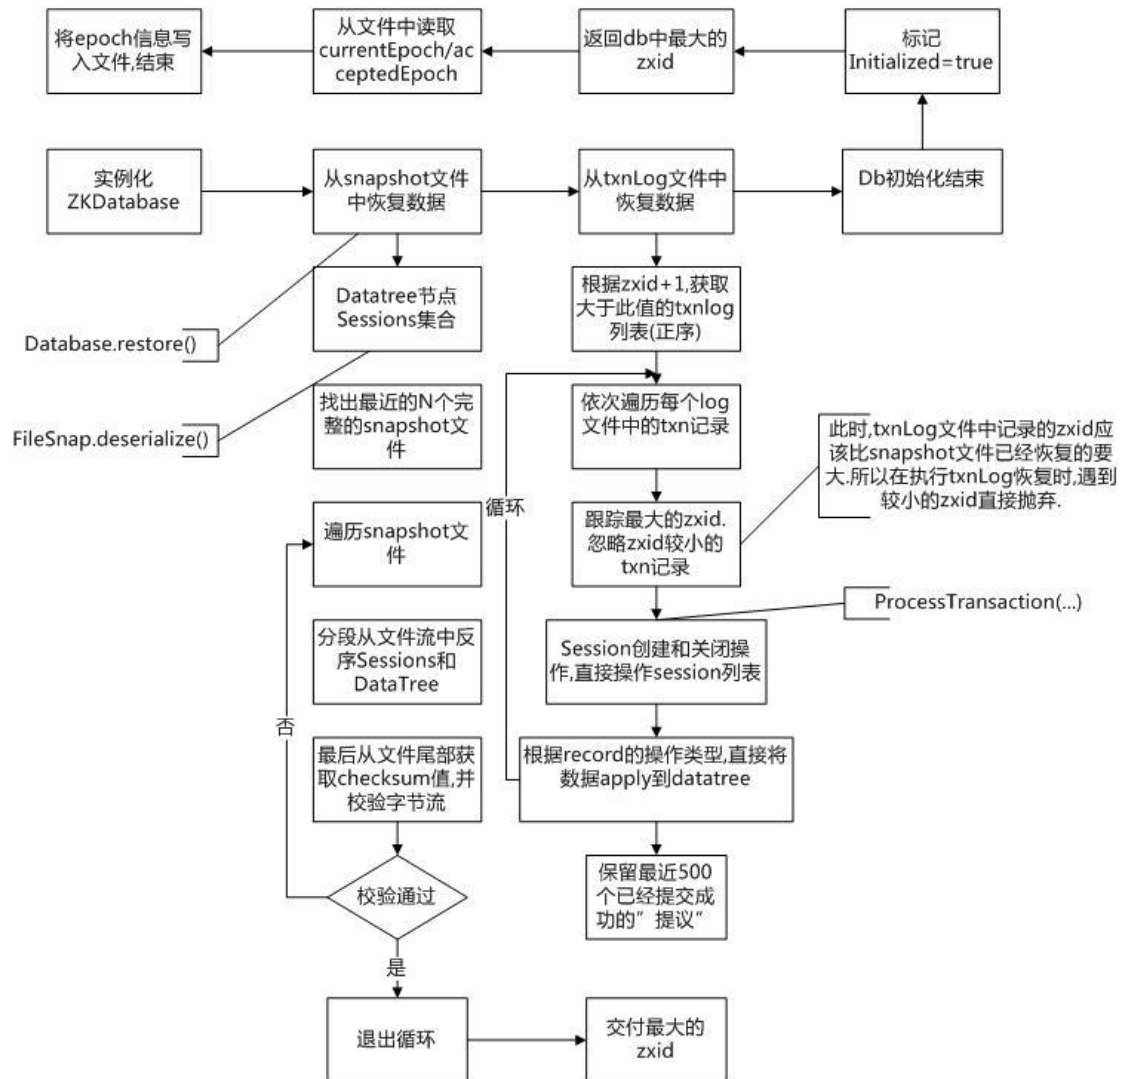 将epoch信息写
入文件,结束
从文件中读取
currentEpoch/ac
ceptedEpoch
返回db中最大的
zxid
标记
Initialized=true
实例化
ZKDatabase
从snapshot文件
中恢复数据
从txnLog文件中
恢复数据
Db初始化结束
Datatree节点
Sessions集合
根据zxid+1,获取
大于此值的txnlog
列表(正序)
Database.restore()
找出最近的N个完
整的snapshot文
件
依次遍历每个log
文件中的txn记录
FileSnap.deserialize()
此时,txnLog文件中记录的zxid应
该比snapshot文件已经恢复的要
大.所以在执行txnLog恢复时,遇到
较小的zxid直接抛弃.
循环
遍历snapshot文
件
跟踪最大的zxid.
忽略zxid较小的
txn记录
ProcessTransaction(...)
分段从文件流中反
序Sessions和
DataTree
Session创建和关闭操
作,直接操作session列表
否
最后从文件尾部获
取checksum值,并
校验字节流
根据record的操作类型,直接将
数据apply到datatree
校验通过
保留最近500
个已经提交成
功的”提议”
是
退出循环
交付最大的
zxid